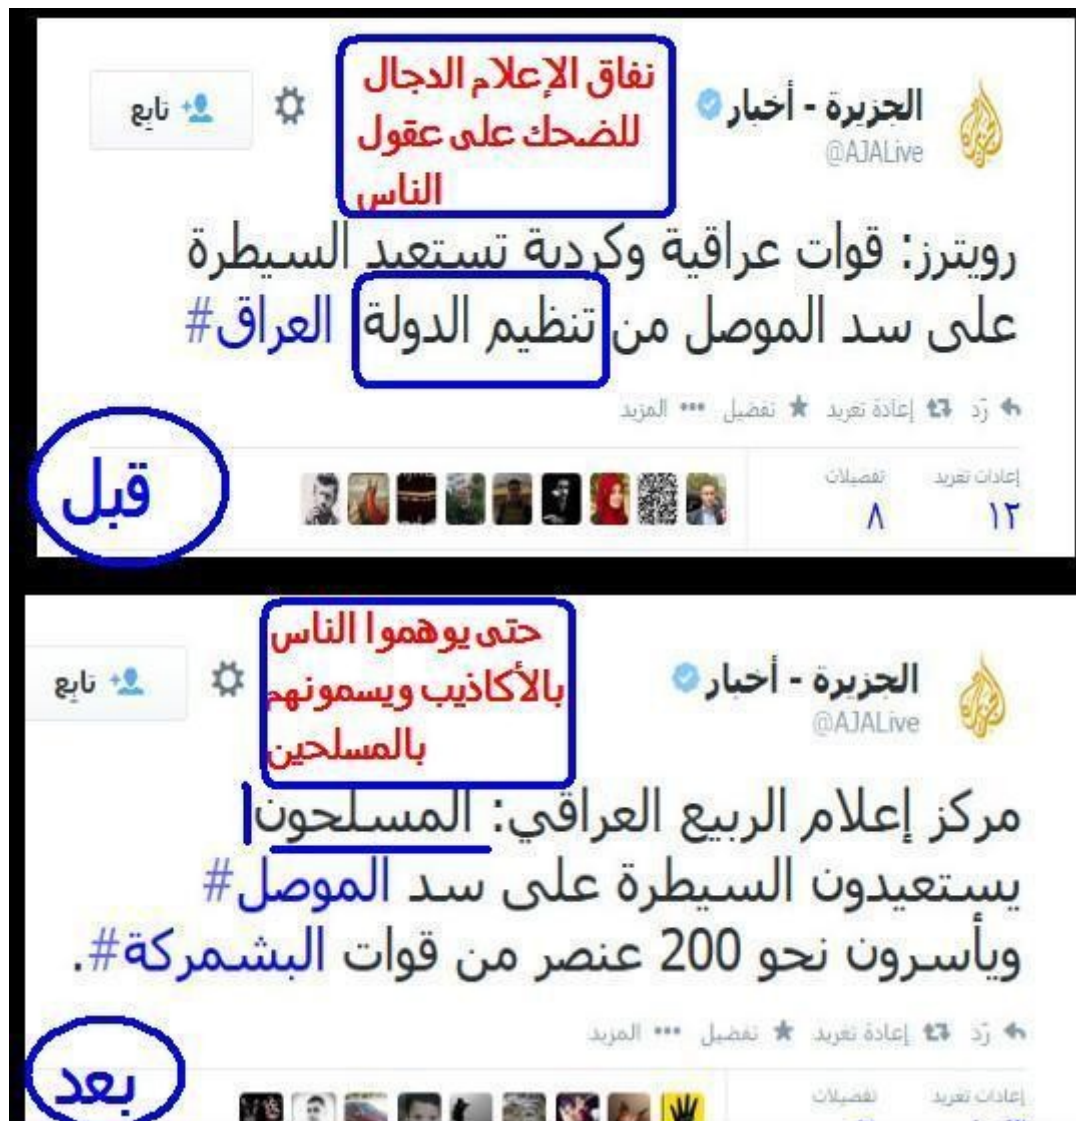 نفاق الإعلام الدجال
للضحك على عقول
الناس
الجزيرة - أخبار
@AJALive
تابع
رويترز: قوات عراقية وكردية تستعيد السيطرة
على سد الموصل من تنظيم الدولة #العراق
رَد إعادة تغريد تفضيل ••• المزيد
إعادات تغريد تفضيلات
١٢ ٨
قبل
حتى يوهموا الناس
بالأكاذيب ويسمونهم
بالمسلحين
الجزيرة - أخبار
@AJALive
تابع
مركز إعلام الربيع العراقي: المسلحون
يستعيدون السيطرة على سد #الموصل
ويأسرون نحو 200 عنصر من قوات #البشمركة.
رَد إعادة تغريد تفضيل ••• المزيد
إعادات تغريد تفضيلات
بعد